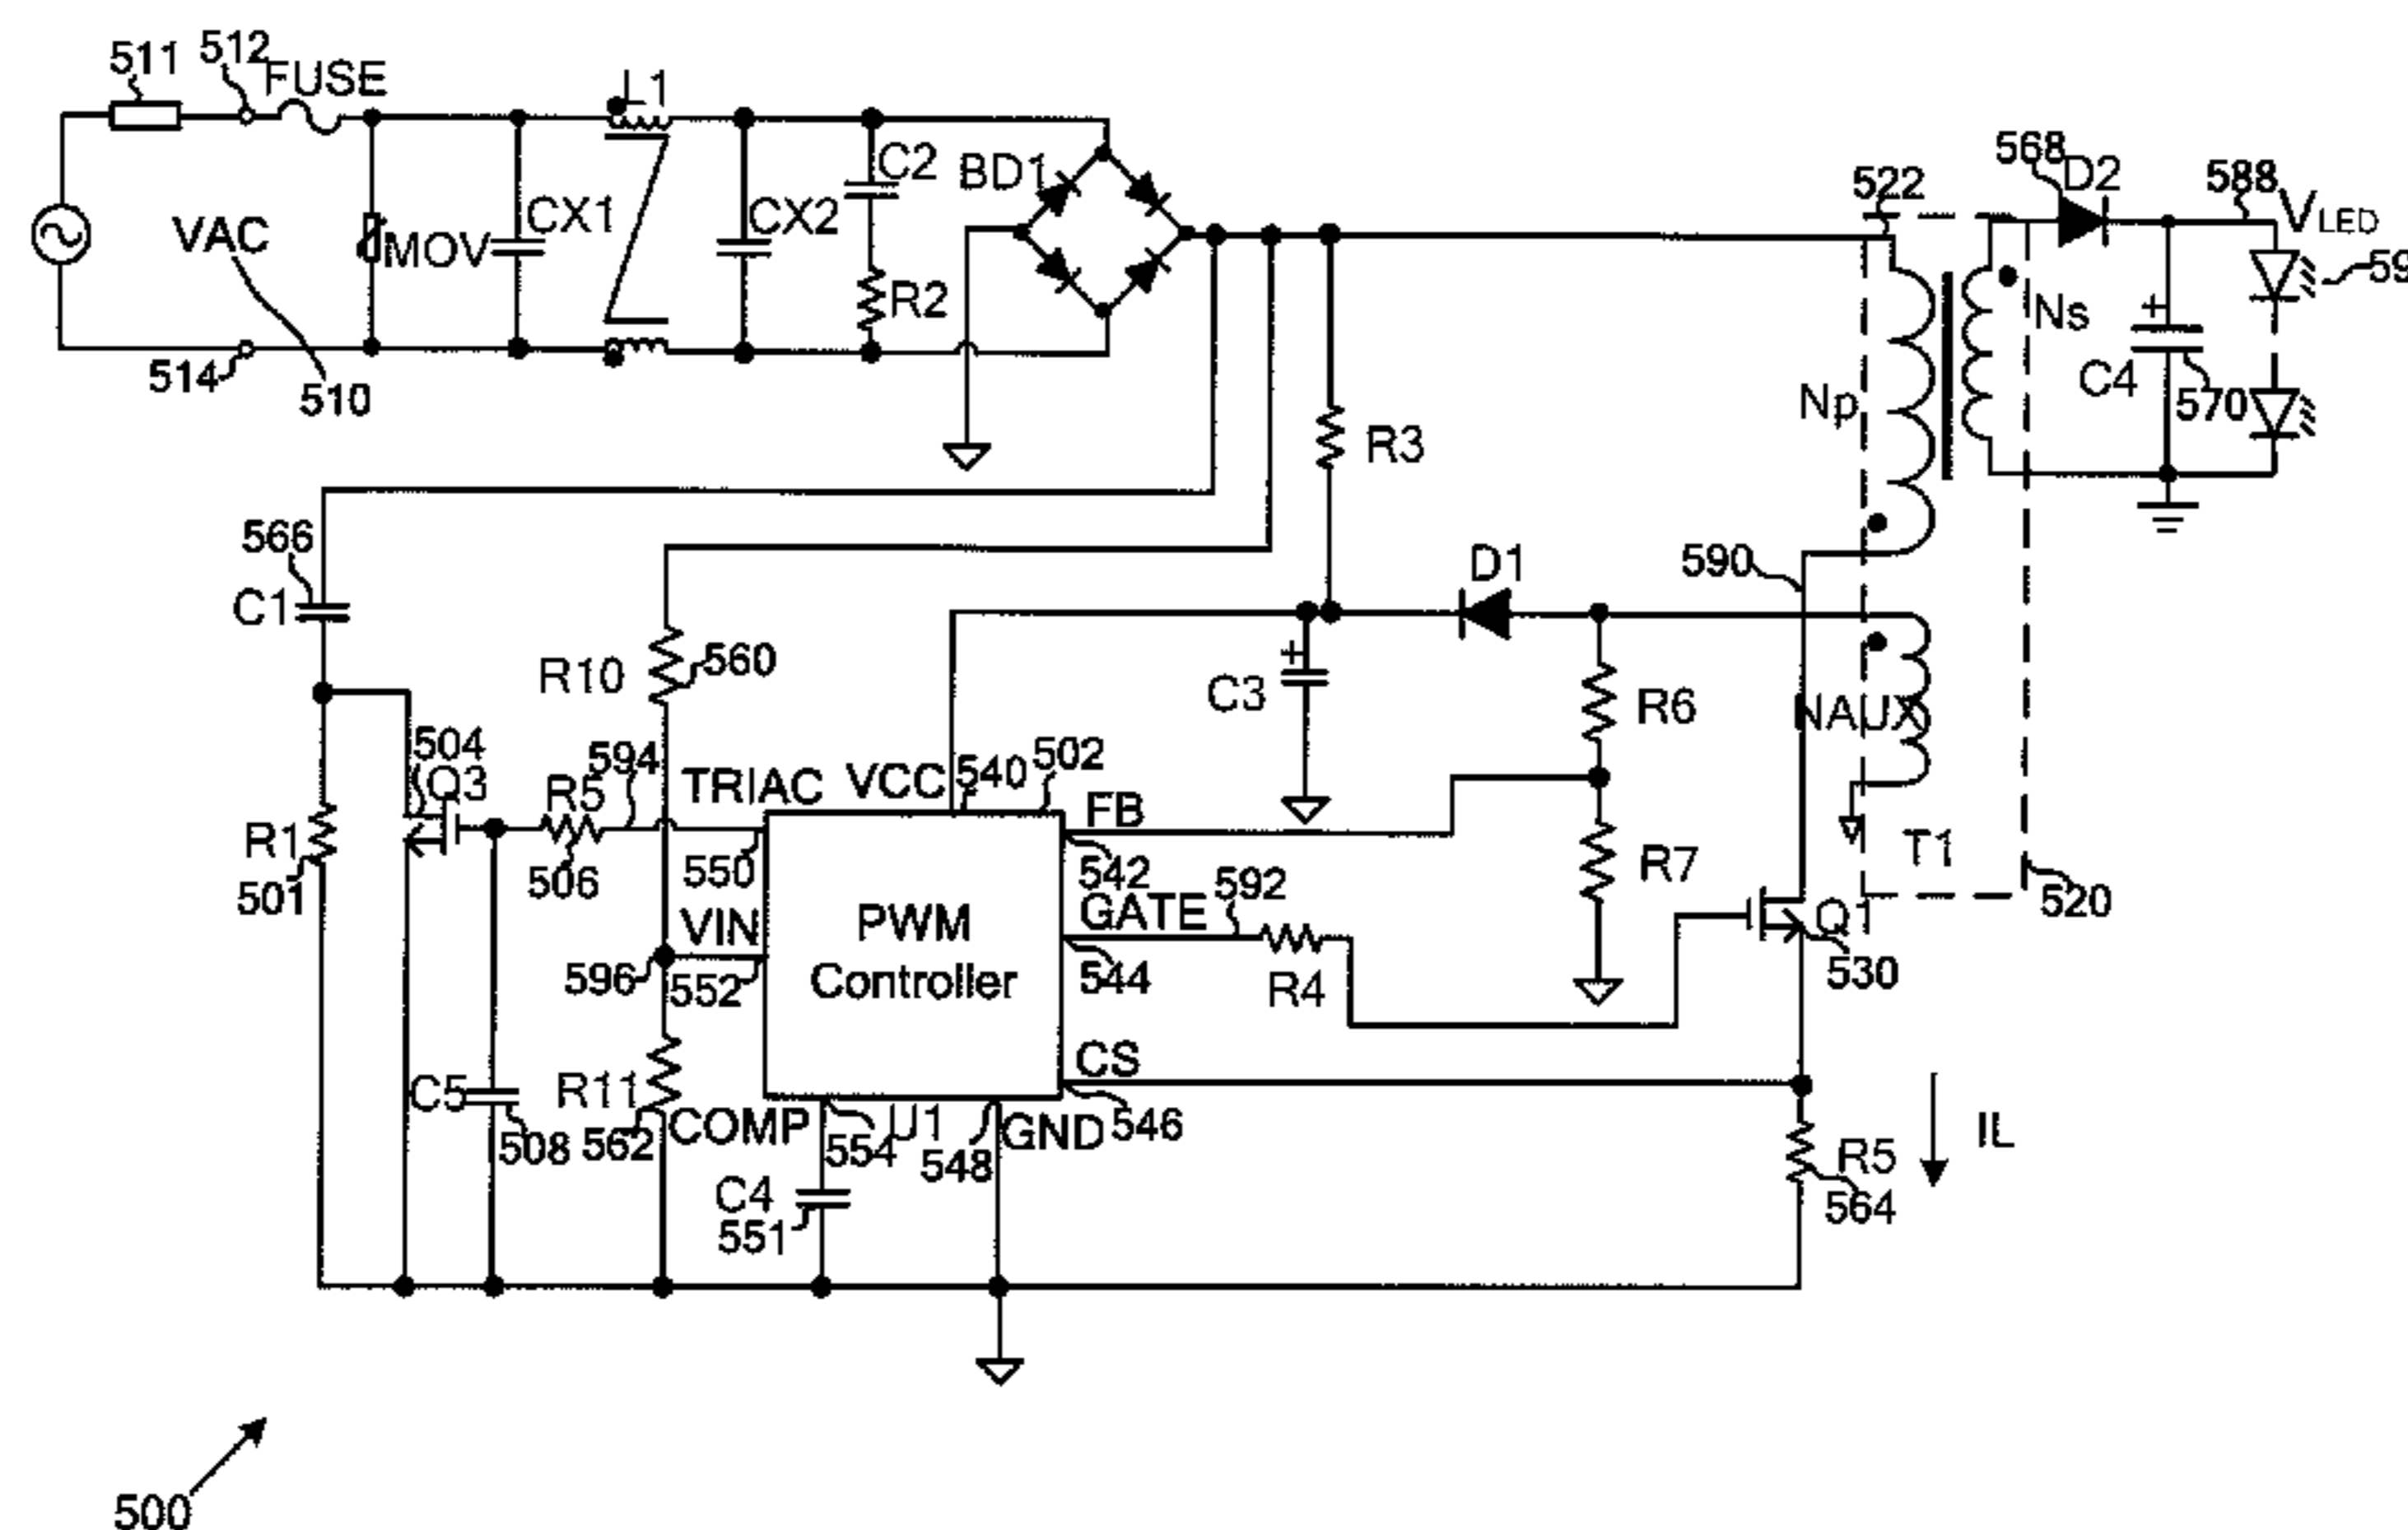 511
512
FUSE
L1
VAC
MOV
CX1
CX2
C2
R2
BD1
514
510
522
568
D2
588
VLED
59
Ns
Np
C4
570
R3
566
C1
590
D1
R10
560
C3
R6
NAUX
504
Q3
594
R5
506
TRIAC
VCC
540
502
FB
R1
501
550
542
592
R7
T1
520
VIN
PWM
Controller
GATE
Q1
596
552
544
R4
530
CS
C5
R11
508
562
COMP
554
U1
548
GND
546
IL
C4
551
R5
564
500